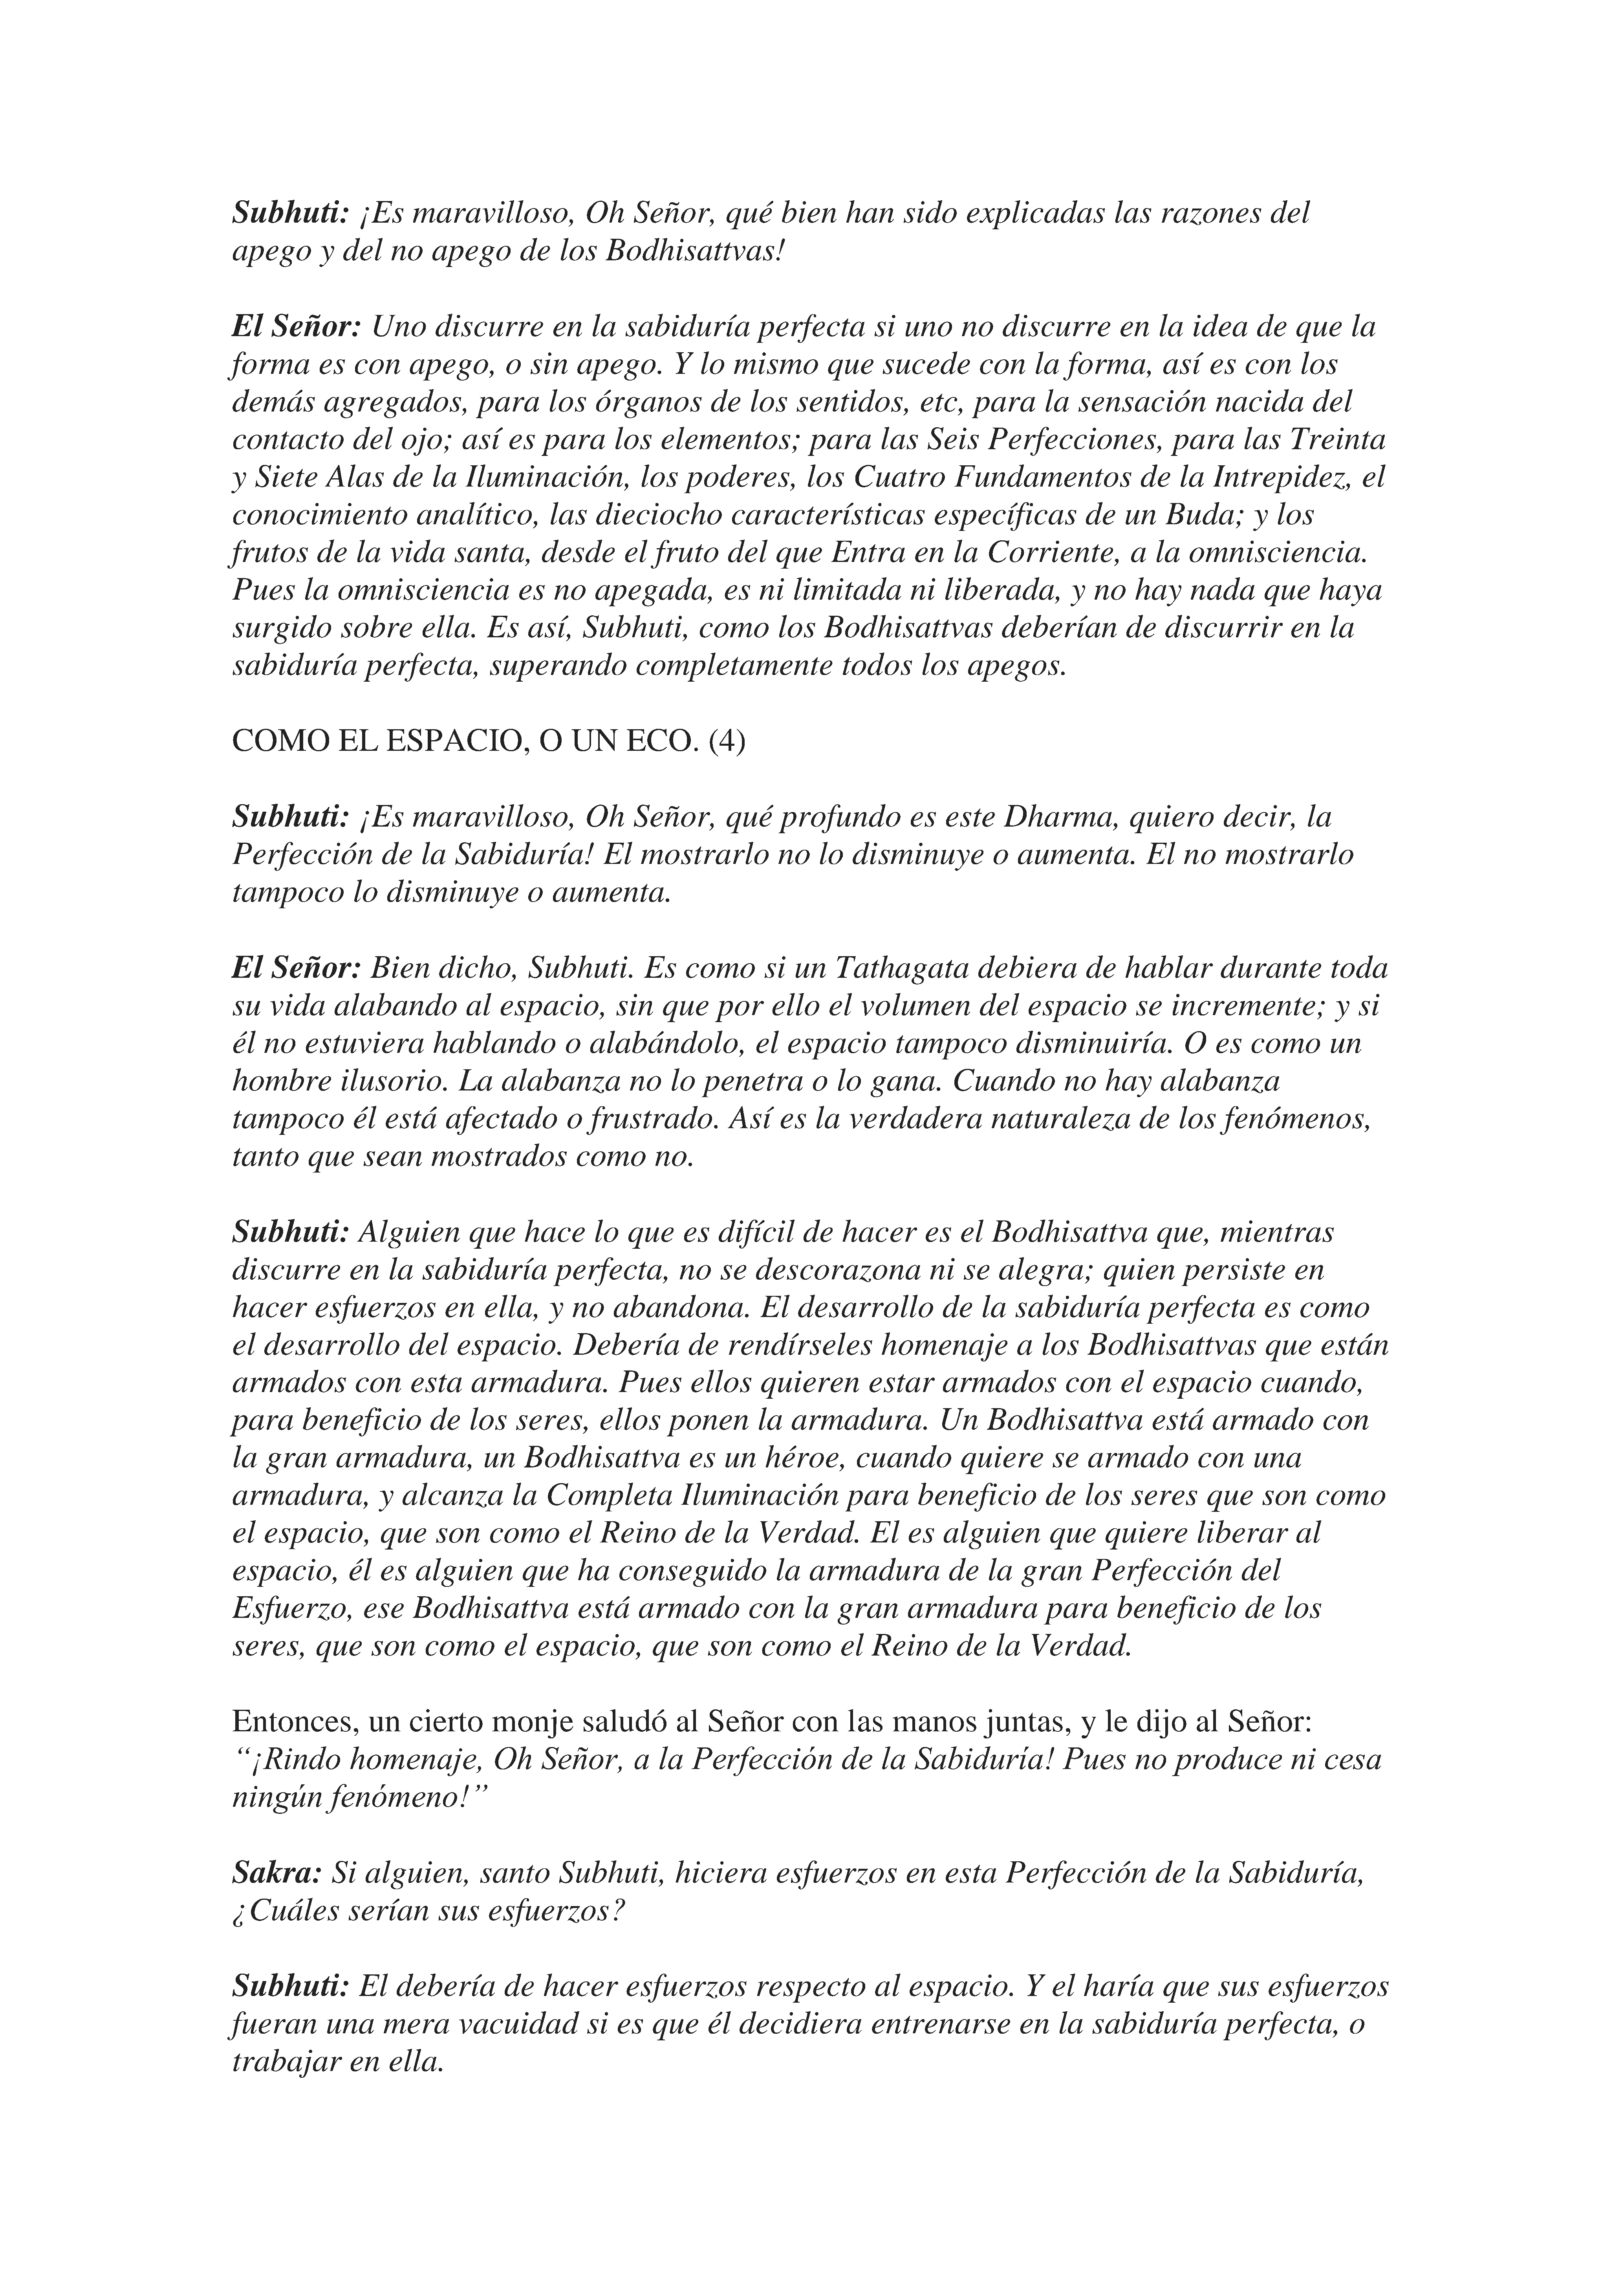 Subhuti: ¡Es maravilloso, Oh Señor, qué bien han sido explicadas las razones del
apego y del no apego de los Bodhisattvas!
El Señor: Uno discurre en la sabiduría perfecta si uno no discurre en la idea de que la
forma es con apego, o sin apego. Y lo mismo que sucede con la forma, así es con los
demás agregados, para los órganos de los sentidos, etc, para la sensación nacida del
contacto del ojo; así es para los elementos; para las Seis Perfecciones, para las Treinta
y Siete Alas de la Iluminación, los poderes, los Cuatro Fundamentos de la Intrepidez, el
conocimiento analítico, las dieciocho características específicas de un Buda; y los
frutos de la vida santa, desde el fruto del que Entra en la Corriente, a la omnisciencia.
Pues la omnisciencia es no apegada, es ni limitada ni liberada, y no hay nada que haya
surgido sobre ella. Es así, Subhuti, como los Bodhisattvas deberían de discurrir en la
sabiduría perfecta, superando completamente todos los apegos.
COMO EL ESPACIO, O UN ECO. (4)
Subhuti: ¡Es maravilloso, Oh Señor, qué profundo es este Dharma, quiero decir, la
Perfección de la Sabiduría! El mostrarlo no lo disminuye o aumenta. El no mostrarlo
tampoco lo disminuye o aumenta.
El Señor: Bien dicho, Subhuti. Es como si un Tathagata debiera de hablar durante toda
su vida alabando al espacio, sin que por ello el volumen del espacio se incremente; y si
él no estuviera hablando o alabándolo, el espacio tampoco disminuiría. O es como un
hombre ilusorio. La alabanza no lo penetra o lo gana. Cuando no hay alabanza
tampoco él está afectado o frustrado. Así es la verdadera naturaleza de los fenómenos,
tanto que sean mostrados como no.
Subhuti: Alguien que hace lo que es difícil de hacer es el Bodhisattva que, mientras
discurre en la sabiduría perfecta, no se descorazona ni se alegra; quien persiste en
hacer esfuerzos en ella, y no abandona. El desarrollo de la sabiduría perfecta es como
el desarrollo del espacio. Debería de rendírseles homenaje a los Bodhisattvas que están
armados con esta armadura. Pues ellos quieren estar armados con el espacio cuando,
para beneficio de los seres, ellos ponen la armadura. Un Bodhisattva está armado con
la gran armadura, un Bodhisattva es un héroe, cuando quiere se armado con una
armadura, y alcanza la Completa Iluminación para beneficio de los seres que son como
el espacio, que son como el Reino de la Verdad. El es alguien que quiere liberar al
espacio, él es alguien que ha conseguido la armadura de la gran Perfección del
Esfuerzo, ese Bodhisattva está armado con la gran armadura para beneficio de los
seres, que son como el espacio, que son como el Reino de la Verdad.
Entonces, un cierto monje saludó al Señor con las manos juntas, y le dijo al Señor:
“¡Rindo homenaje, Oh Señor, a la Perfección de la Sabiduría! Pues no produce ni cesa
ningún fenómeno!”
Sakra: Si alguien, santo Subhuti, hiciera esfuerzos en esta Perfección de la Sabiduría,
¿Cuáles serían sus esfuerzos?
Subhuti: El debería de hacer esfuerzos respecto al espacio. Y el haría que sus esfuerzos
fueran una mera vacuidad si es que él decidiera entrenarse en la sabiduría perfecta, o
trabajar en ella.